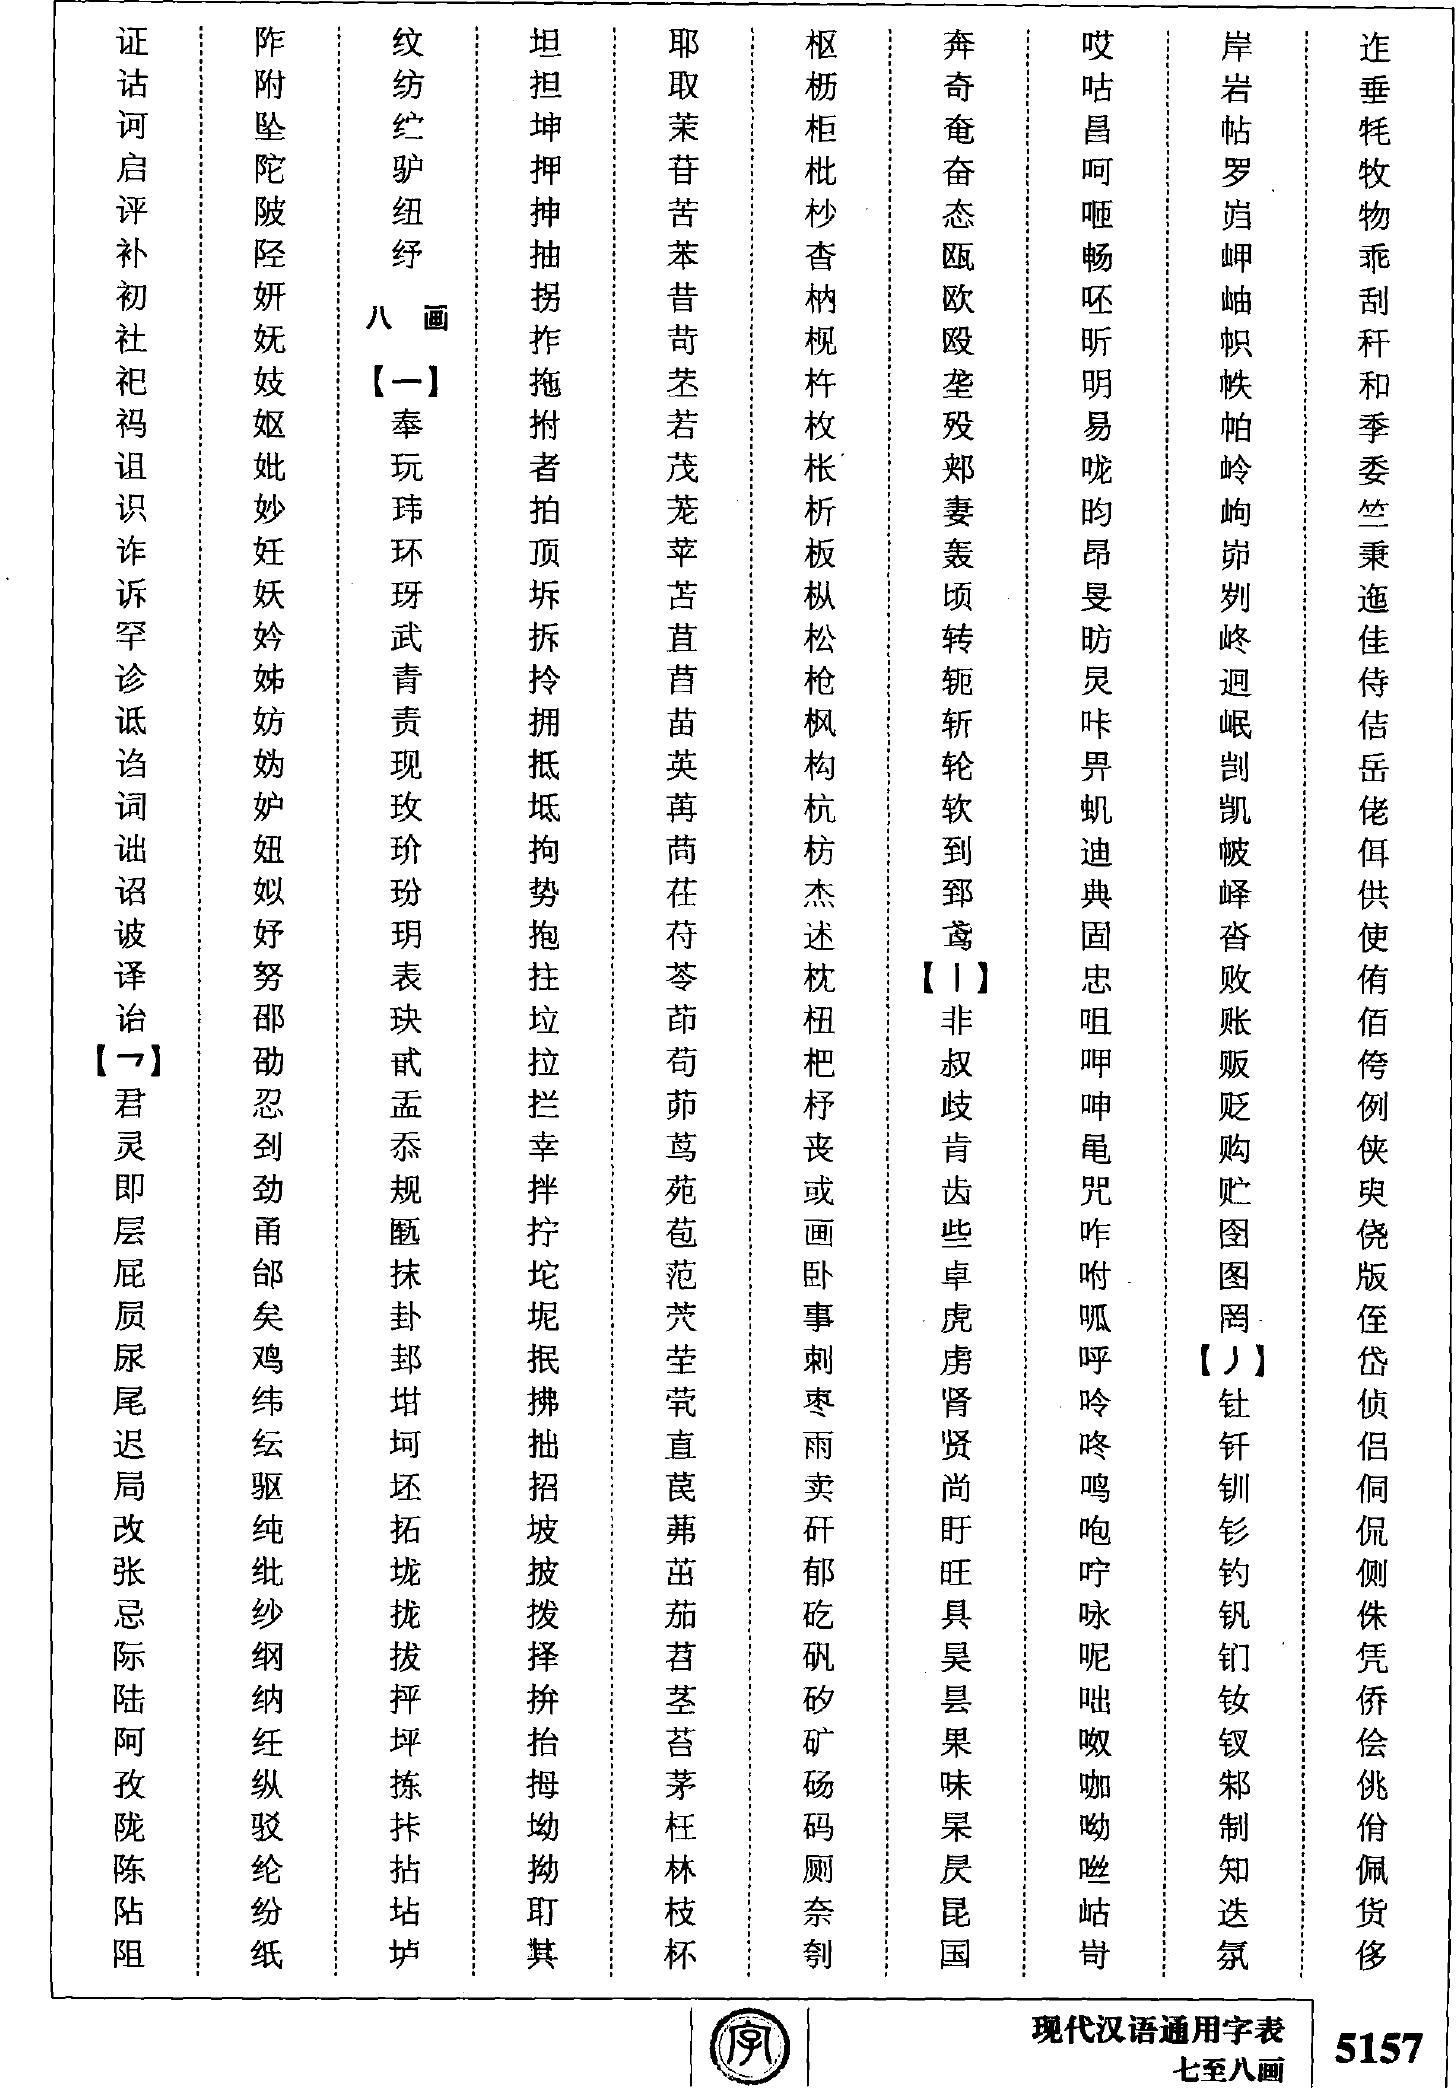 证诂诃启评补初社祀祃诅识诈诉罕诊诋诌词诎诏诐译诒【乛】君灵即层屁屃尿尾迟局改张忌际陆阿孜陇陈阽阻
阼附坠陀陂陉妍妩妓妪妣妙妊妖妗姊妨妫妒妞姒妤努邵劭忍刭劲甬邰矣鸡纬纭驱纯纰纱纲纳纴纵驳纶纷纸
纹纺纻驴纽纾
八 画
【一】奉玩玮环玡武青责现玫玠玢玥表玦甙盂忝规匦抹卦邽坩坷坯拓垅拢拔抨坪拣拤拈坫垆
坦担坤押抻抽拐拃拖拊者拍顶坼拆拎拥抵坻拘势抱拄垃拉拦幸拌拧坨坭抿拂拙招坡披拨择拚抬拇坳拗耵其
耶取茉苷苦苯昔苛苤若茂茏苹苫苴苜苗英苒苘茌苻苓茚苟茆茑苑苞范茓茔茕直苠茀茁茄苕茎苔茅枉林枝杯
枢枥柜枇杪杳枘枧杵枚枨析板枞松枪枫构杭枋杰述枕杻杷杼丧或画卧事刺枣雨卖矸郁矻矾矽矿砀码厕奈刳
奔奇奄奋态瓯欧殴垄殁郏妻轰顷转轭斩轮软到郅鸢【丨】非叔歧肯齿些卓虎虏肾贤尚盱旺具昊昙果味杲昃昆国
哎咕昌呵咂畅呸昕明易咙昀昂旻昉炅咔畀虮迪典固忠咀呷呻黾咒咋咐呱呼呤咚鸣咆咛咏呢咄呶咖呦咝岵岢
岸岩帖罗岿岬岫帜帙帕岭岣峁刿峂迥岷剀凯帔峄沓败账贩贬购贮囹图罔【丿】钍钎钏钐钓钒钔钕钗邾制知迭氛
迮垂牦牧物乖刮秆和季委竺秉迤佳侍佶岳佬佴供使侑佰侉例侠臾侥版侄岱侦侣侗侃侧侏凭侨侩佻佾佩货侈
字
现代汉语通用字表
七至八画
5157